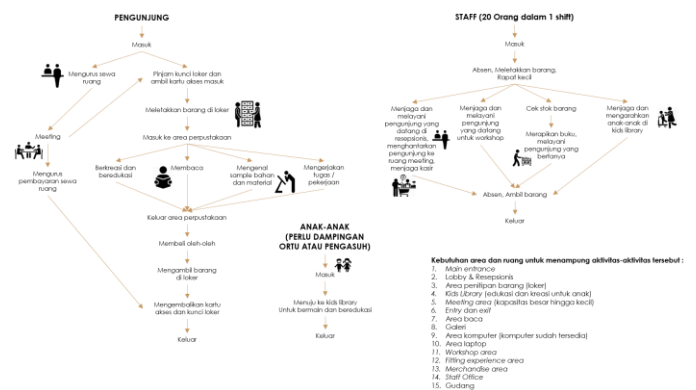 PENGUNJUNG
Masuk
Mengurus sewa
ruang
Pinjam kunci loker dan
ambil kartu akses masuk
Meletakkan barang di loker
Meeting
Masuk ke area perpustakaan
Mengurus
pembayaran sewa
ruang
Berkreasi dan
beredukasi
Membaca
Mengenal
sample bahan
dan material
Mengerjakan
tugas /
pekerjaan
Keluar area perpustakaan
Membeli oleh-oleh
Mengambil barang
di loker
Mengembalikan kartu
akses dan kunci loker
Keluar
ANAK-ANAK
(PERLU DAMPINGAN
ORTU ATAU PENGASUH)
Masuk
Menuju ke kids library
Untuk bermain dan beredukasi
Keluar
STAFF (20 Orang dalam 1 shift)
Masuk
Absen, Meletakkan barang,
Rapat kecil
Menjaga dan
melayani
pengunjung yang
datang di
resepsionis,
menghantarkan
pengunjung ke
ruang meeting,
menjaga kasir
Menjaga dan
melayani
pengunjung
yang datang
untuk workshop
Cek stok barang
Merapikan buku,
melayani
pengunjung yang
bertanya
Menjaga dan
mengarahkan
anak-anak di
kids library
Absen, Ambil barang
Keluar
Kebutuhan area dan ruang untuk menampung aktivitas-aktivitas tersebut :
1. Main entrance
2. Lobby & Resepsionis
3. Area penitipan barang (loker)
4. Kids Library (edukasi dan kreasi untuk anak)
5. Meeting area (kapasitas besar hingga kecil)
6. Entry dan exit
7. Area baca
8. Galeri
9. Area komputer (komputer sudah tersedia)
10. Area laptop
11. Workshop area
12. Fitting experience area
13. Merchandise area
14. Staff Office
15. Gudang